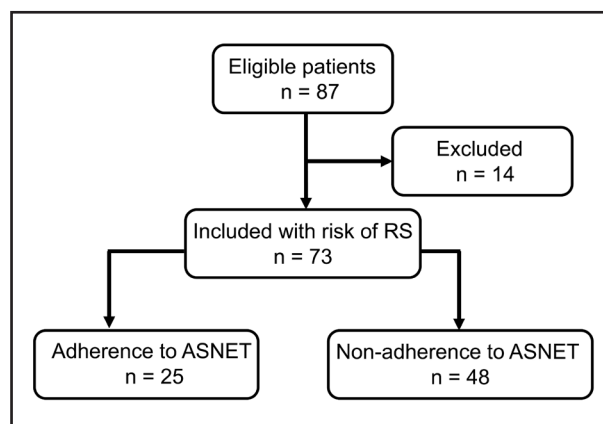 Eligible patients
n = 87
Excluded
n = 14
Included with risk of RS
n = 73
Adherence to ASNET
n = 25
Non-adherence to ASNET
n = 48